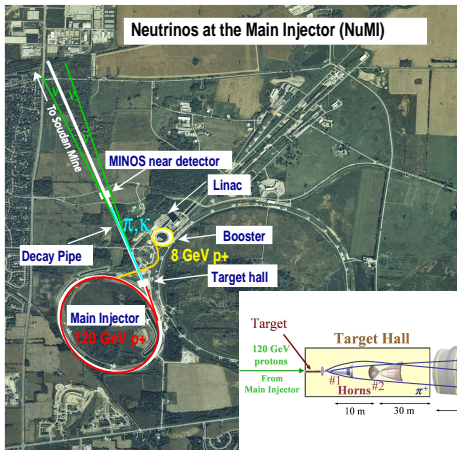 Neutrinos at the Main Injector (NuMI)
To Soudan Mine
MINOS near detector
Linac
π,κ
Decay Pipe
Booster
8 GeV p+
Target hall
Main Injector
120 GeV p+
Target
Target Hall
120 GeV
protons
From
Main Injector
#1
#2
Horns
π+
10 m
30 m